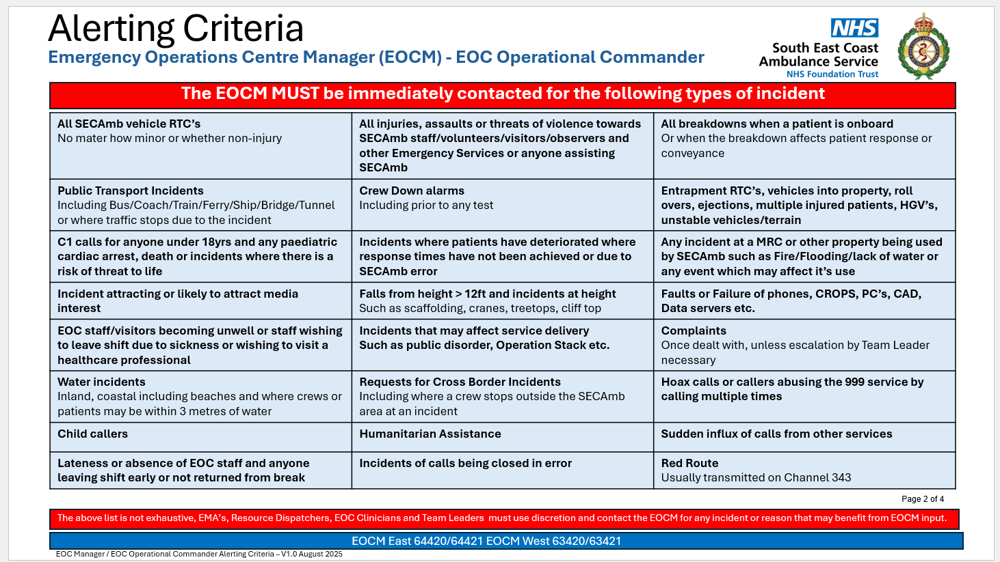 Alerting Criteria
Emergency Operations Centre Manager (EOCM) - EOC Operational Commander
NHS
South East Coast
Ambulance Service
NHS Foundation Trust
The EOCM MUST be immediately contacted for the following types of incident
All SECAmb vehicle RTC's
No mater how minor or whether non-injury
All injuries, assaults or threats of violence towards
SECAmb staff/volunteers/visitors/observers and
other Emergency Services or anyone assisting
SECAmb
All breakdowns when a patient is onboard
Or when the breakdown affects patient response or
conveyance
Public Transport Incidents
Including Bus/Coach/Train/Ferry/Ship/Bridge/Tunnel
or where traffic stops due to the incident
Crew Down alarms
Including prior to any test
Entrapment RTC's, vehicles into property, roll
overs, ejections, multiple injured patients, HGV's,
unstable vehicles/terrain
C1 calls for anyone under 18yrs and any paediatric
cardiac arrest, death or incidents where there is a
risk of threat to life
Incidents where patients have deteriorated where
response times have not been achieved or due to
SECAmb error
Any incident at a MRC or other property being used
by SECAmb such as Fire/Flooding/lack of water or
any event which may affect it's use
Incident attracting or likely to attract media
interest
Falls from height > 12ft and incidents at height
Such as scaffolding, cranes, treetops, cliff top
Faults or Failure of phones, CROPS, PC's, CAD,
Data servers etc.
EOC staff/visitors becoming unwell or staff wishing
to leave shift due to sickness or wishing to visit a
healthcare professional
Incidents that may affect service delivery
Such as public disorder, Operation Stack etc.
Complaints
Once dealt with, unless escalation by Team Leader
necessary
Water incidents
Inland, coastal including beaches and where crews or
patients may be within 3 metres of water
Requests for Cross Border Incidents
Including where a crew stops outside the SECAmb
area at an incident
Hoax calls or callers abusing the 999 service by
calling multiple times
Child callers
Humanitarian Assistance
Sudden influx of calls from other services
Lateness or absence of EOC staff and anyone
leaving shift early or not returned from break
Incidents of calls being closed in error
Red Route
Usually transmitted on Channel 343
Page 2 of 4
The above list is not exhaustive, EMA's, Resource Dispatchers, EOC Clinicians and Team Leaders must use discretion and contact the EOCM for any incident or reason that may benefit from EOCM input.
EOCM East 64420/64421 EOCM West 63420/63421
EOC Manager / EOC Operational Commander Alerting Criteria – V1.0 August 2025